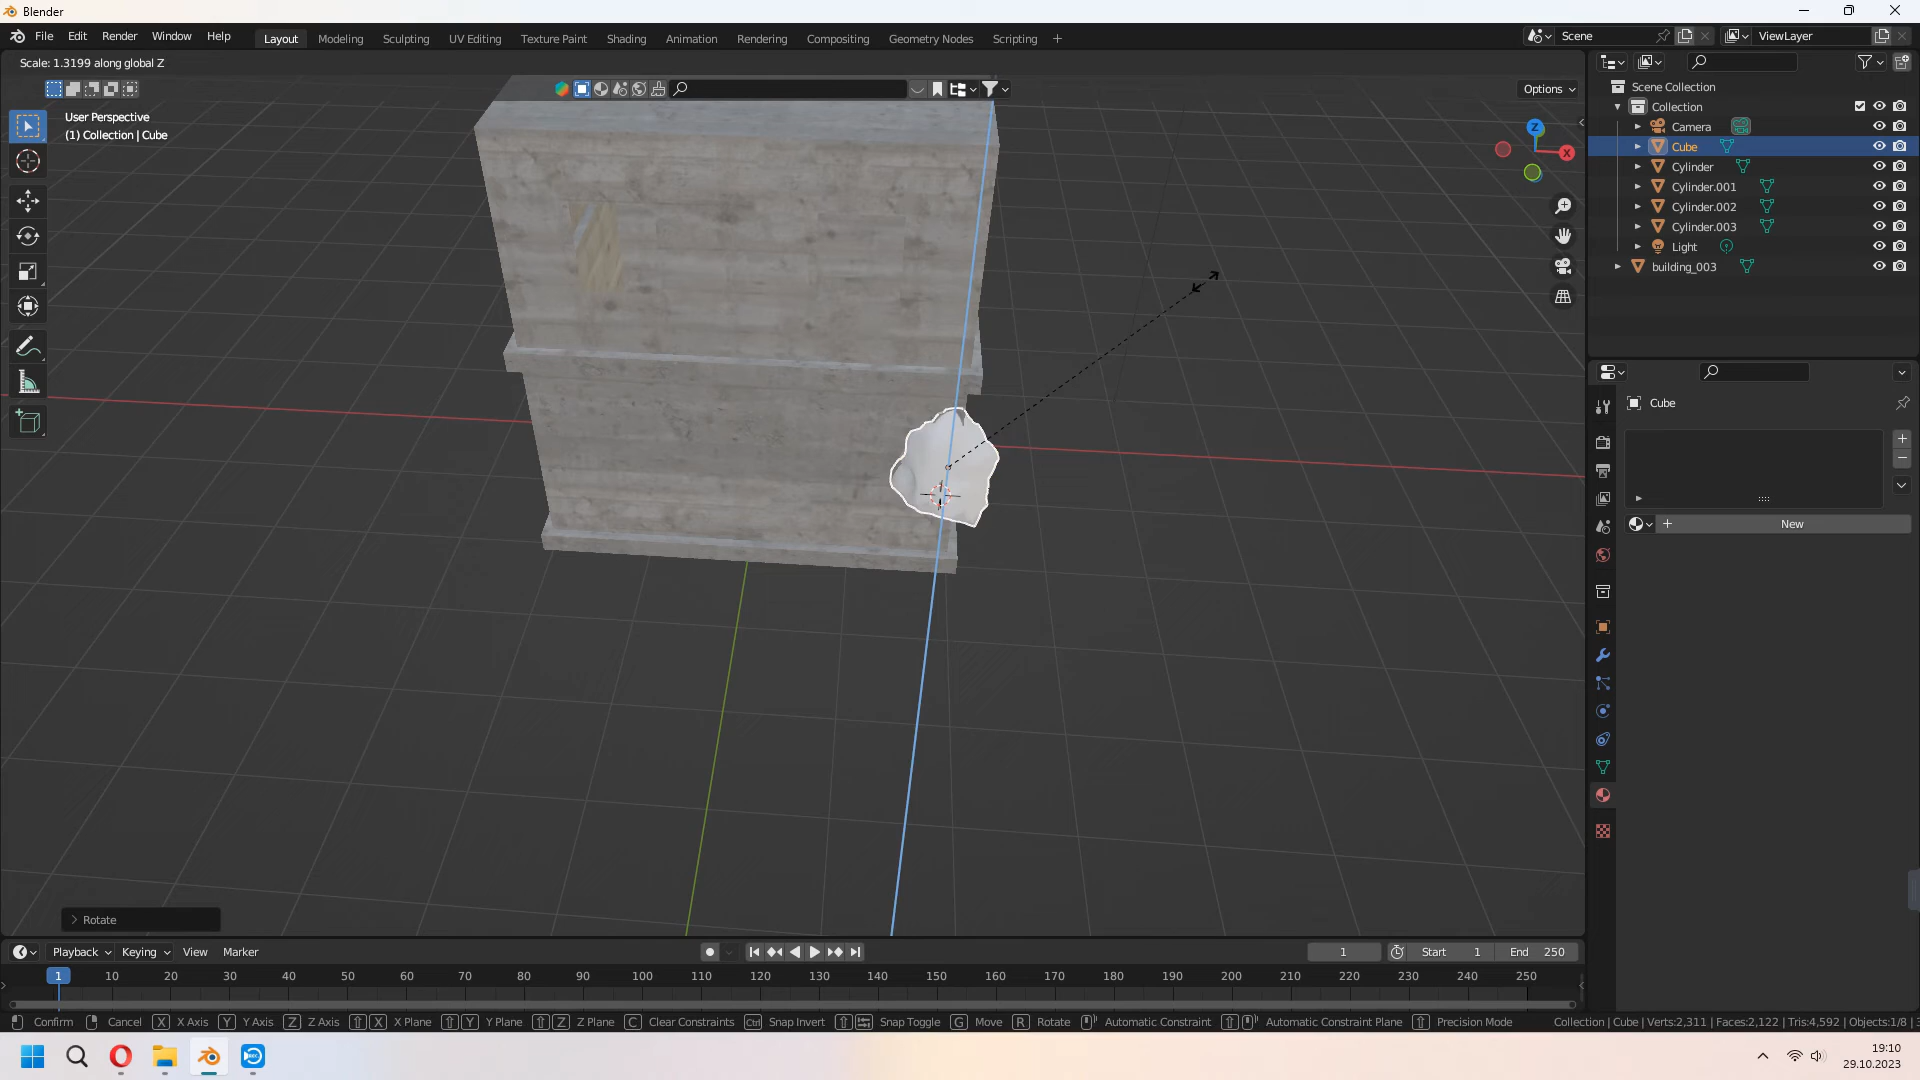 Blender
File Edit Render Window Help
Layout Modeling Sculpting UV Editing Texture Paint Shading Animation Rendering Compositing Geometry Nodes Scripting +
Scene
ViewLayer
Scale: 1.3199 along global Z
Options
User Perspective
(1) Collection | Cube
Z
X
Scene Collection
Collection
Camera
Cube
Cylinder
Cylinder.001
Cylinder.002
Cylinder.003
Light
building_003
Cube
New
Rotate
Playback Keying View Marker
1
Start 1
End 250
1 10 20 30 40 50 60 70 80 90 100 110 120 130 140 150 160 170 180 190 200 210 220 230 240 250
Confirm Cancel X X Axis Y Y Axis Z Z Axis X X Plane Y Y Plane Z Z Plane C Clear Constraints Ctrl Snap Invert Snap Toggle G Move R Rotate Automatic Constraint Automatic Constraint Plane Precision Mode
Collection | Cube | Verts:2,311 | Faces:2,122 | Tris:4,592 | Objects:1/8 | 3
19:10
29.10.2023